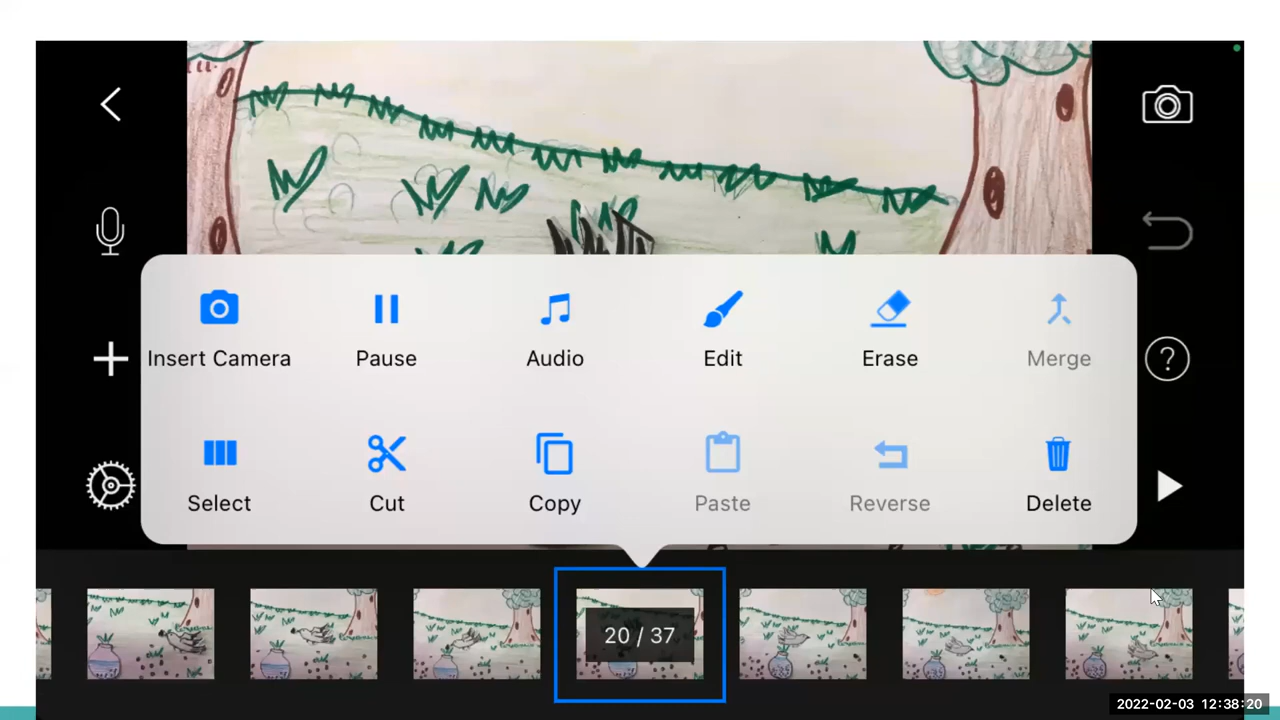 Insert Camera Pause Audio Edit Erase Merge
Select Cut Copy Paste Reverse Delete
20 / 37
2022-02-03 12:38:20